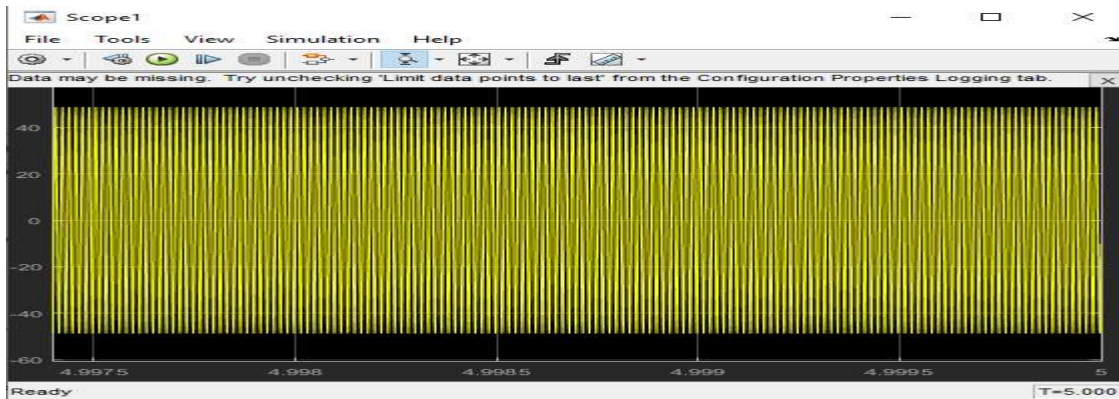 Scope1
File Tools View Simulation Help
Data may be missing. Try unchecking 'Limit data points to last' from the Configuration Properties Logging tab.
40
20
0
-20
-40
-60
4.9975 4.998 4.9985 4.999 4.9995 5
Ready T=5.000